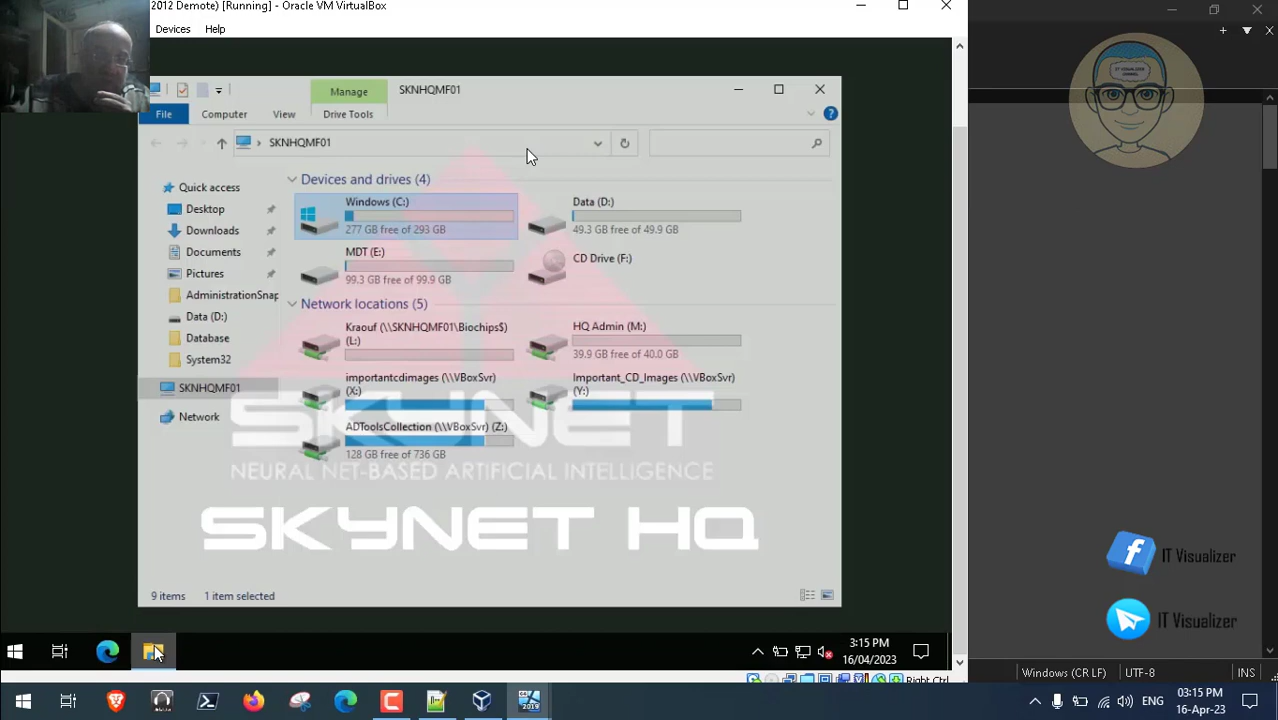 2012 Demote) [Running] - Oracle VM VirtualBox
Devices Help
Manage SKNHQMF01
File Computer View Drive Tools
SKNHQMF01
IT VISUALIZER
CHANNEL
Quick access
Desktop
Downloads
Documents
Pictures
AdministrationSnap
Data (D:)
Database
System32
SKNHQMF01
Network
Devices and drives (4)
Windows (C:)
277 GB free of 293 GB
Data (D:)
49.3 GB free of 49.9 GB
MDT (E:)
99.3 GB free of 99.9 GB
CD Drive (F:)
Network locations (5)
Kraouf (\\SKNHQMF01\Biochips$)
(L:)
HQ Admin (M:)
39.9 GB free of 40.0 GB
importantcdimages (\\VBoxSvr)
(X:)
Important_CD_Images (\\VBoxSvr)
(Y:)
ADToolsCollection (\\VBoxSvr) (Z:)
128 GB free of 736 GB
SKYNET
NEURAL NET-BASED ARTIFICIAL INTELLIGENCE
SKYNET HQ
9 items 1 item selected
IT Visualizer
IT Visualizer
3:15 PM
16/04/2023
Right Ctrl
Windows (CR LF) UTF-8 INS
2019
ENG
03:15 PM
16-Apr-23